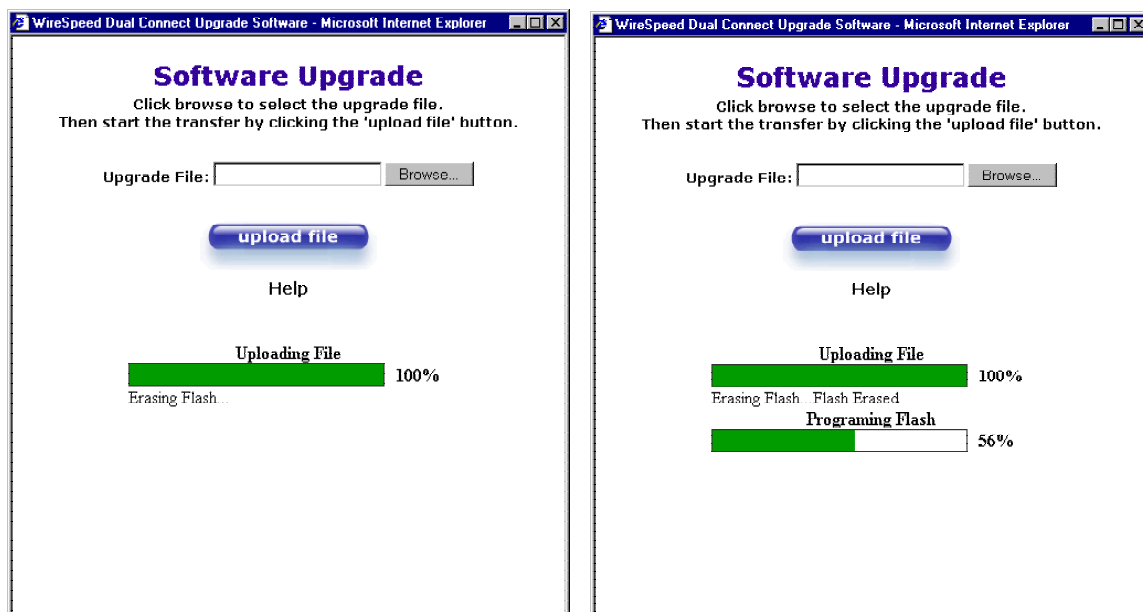 WireSpeed Dual Connect Upgrade Software - Microsoft Internet Explorer
Software Upgrade
Click browse to select the upgrade file.
Then start the transfer by clicking the 'upload file' button.
Upgrade File: Browse...
upload file
Help
Uploading File
100%
Erasing Flash...
WireSpeed Dual Connect Upgrade Software - Microsoft Internet Explorer
Software Upgrade
Click browse to select the upgrade file.
Then start the transfer by clicking the 'upload file' button.
Upgrade File: Browse...
upload file
Help
Uploading File
100%
Erasing Flash...Flash Erased
Programing Flash
56%